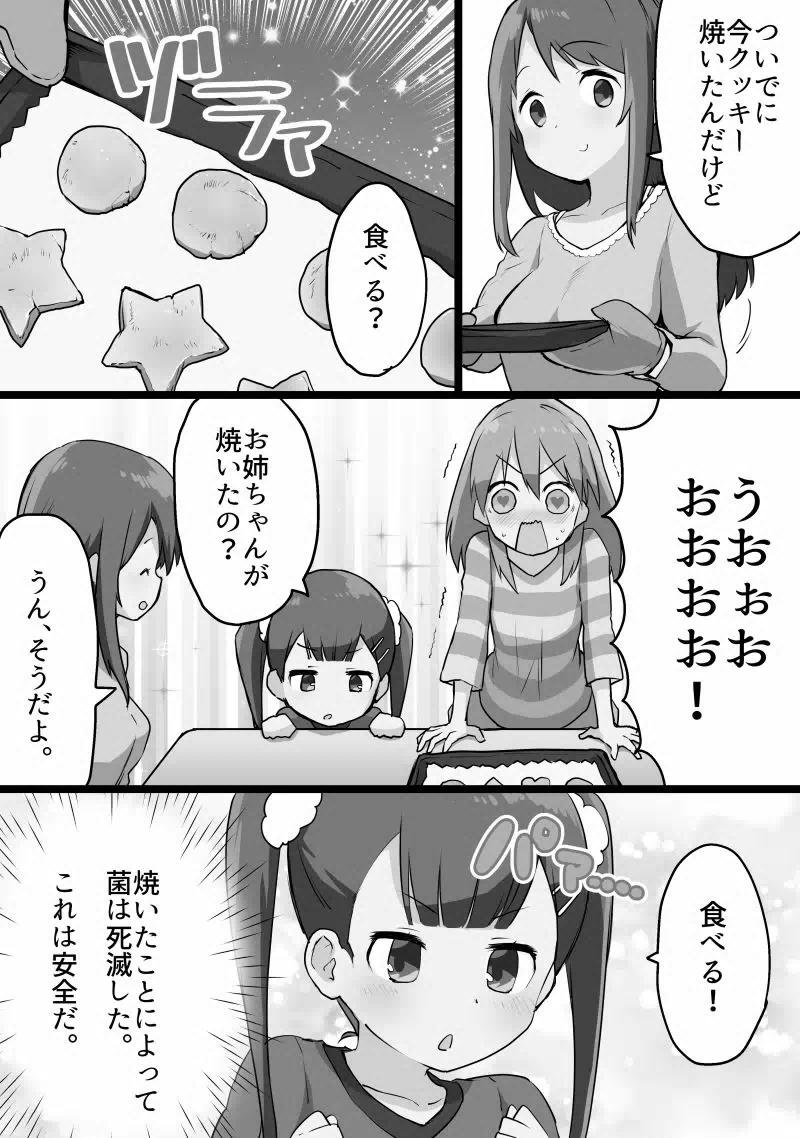 ついでに
今クッキー
焼いたんだけど
ヅラァ
食べる？
うおぉお
おおおお！
お姉ちゃんが
焼いたの？
うん、そうだよ。
食べる！
パァ・・・・・
焼いたことによって
菌は死滅した。
これは安全だ。